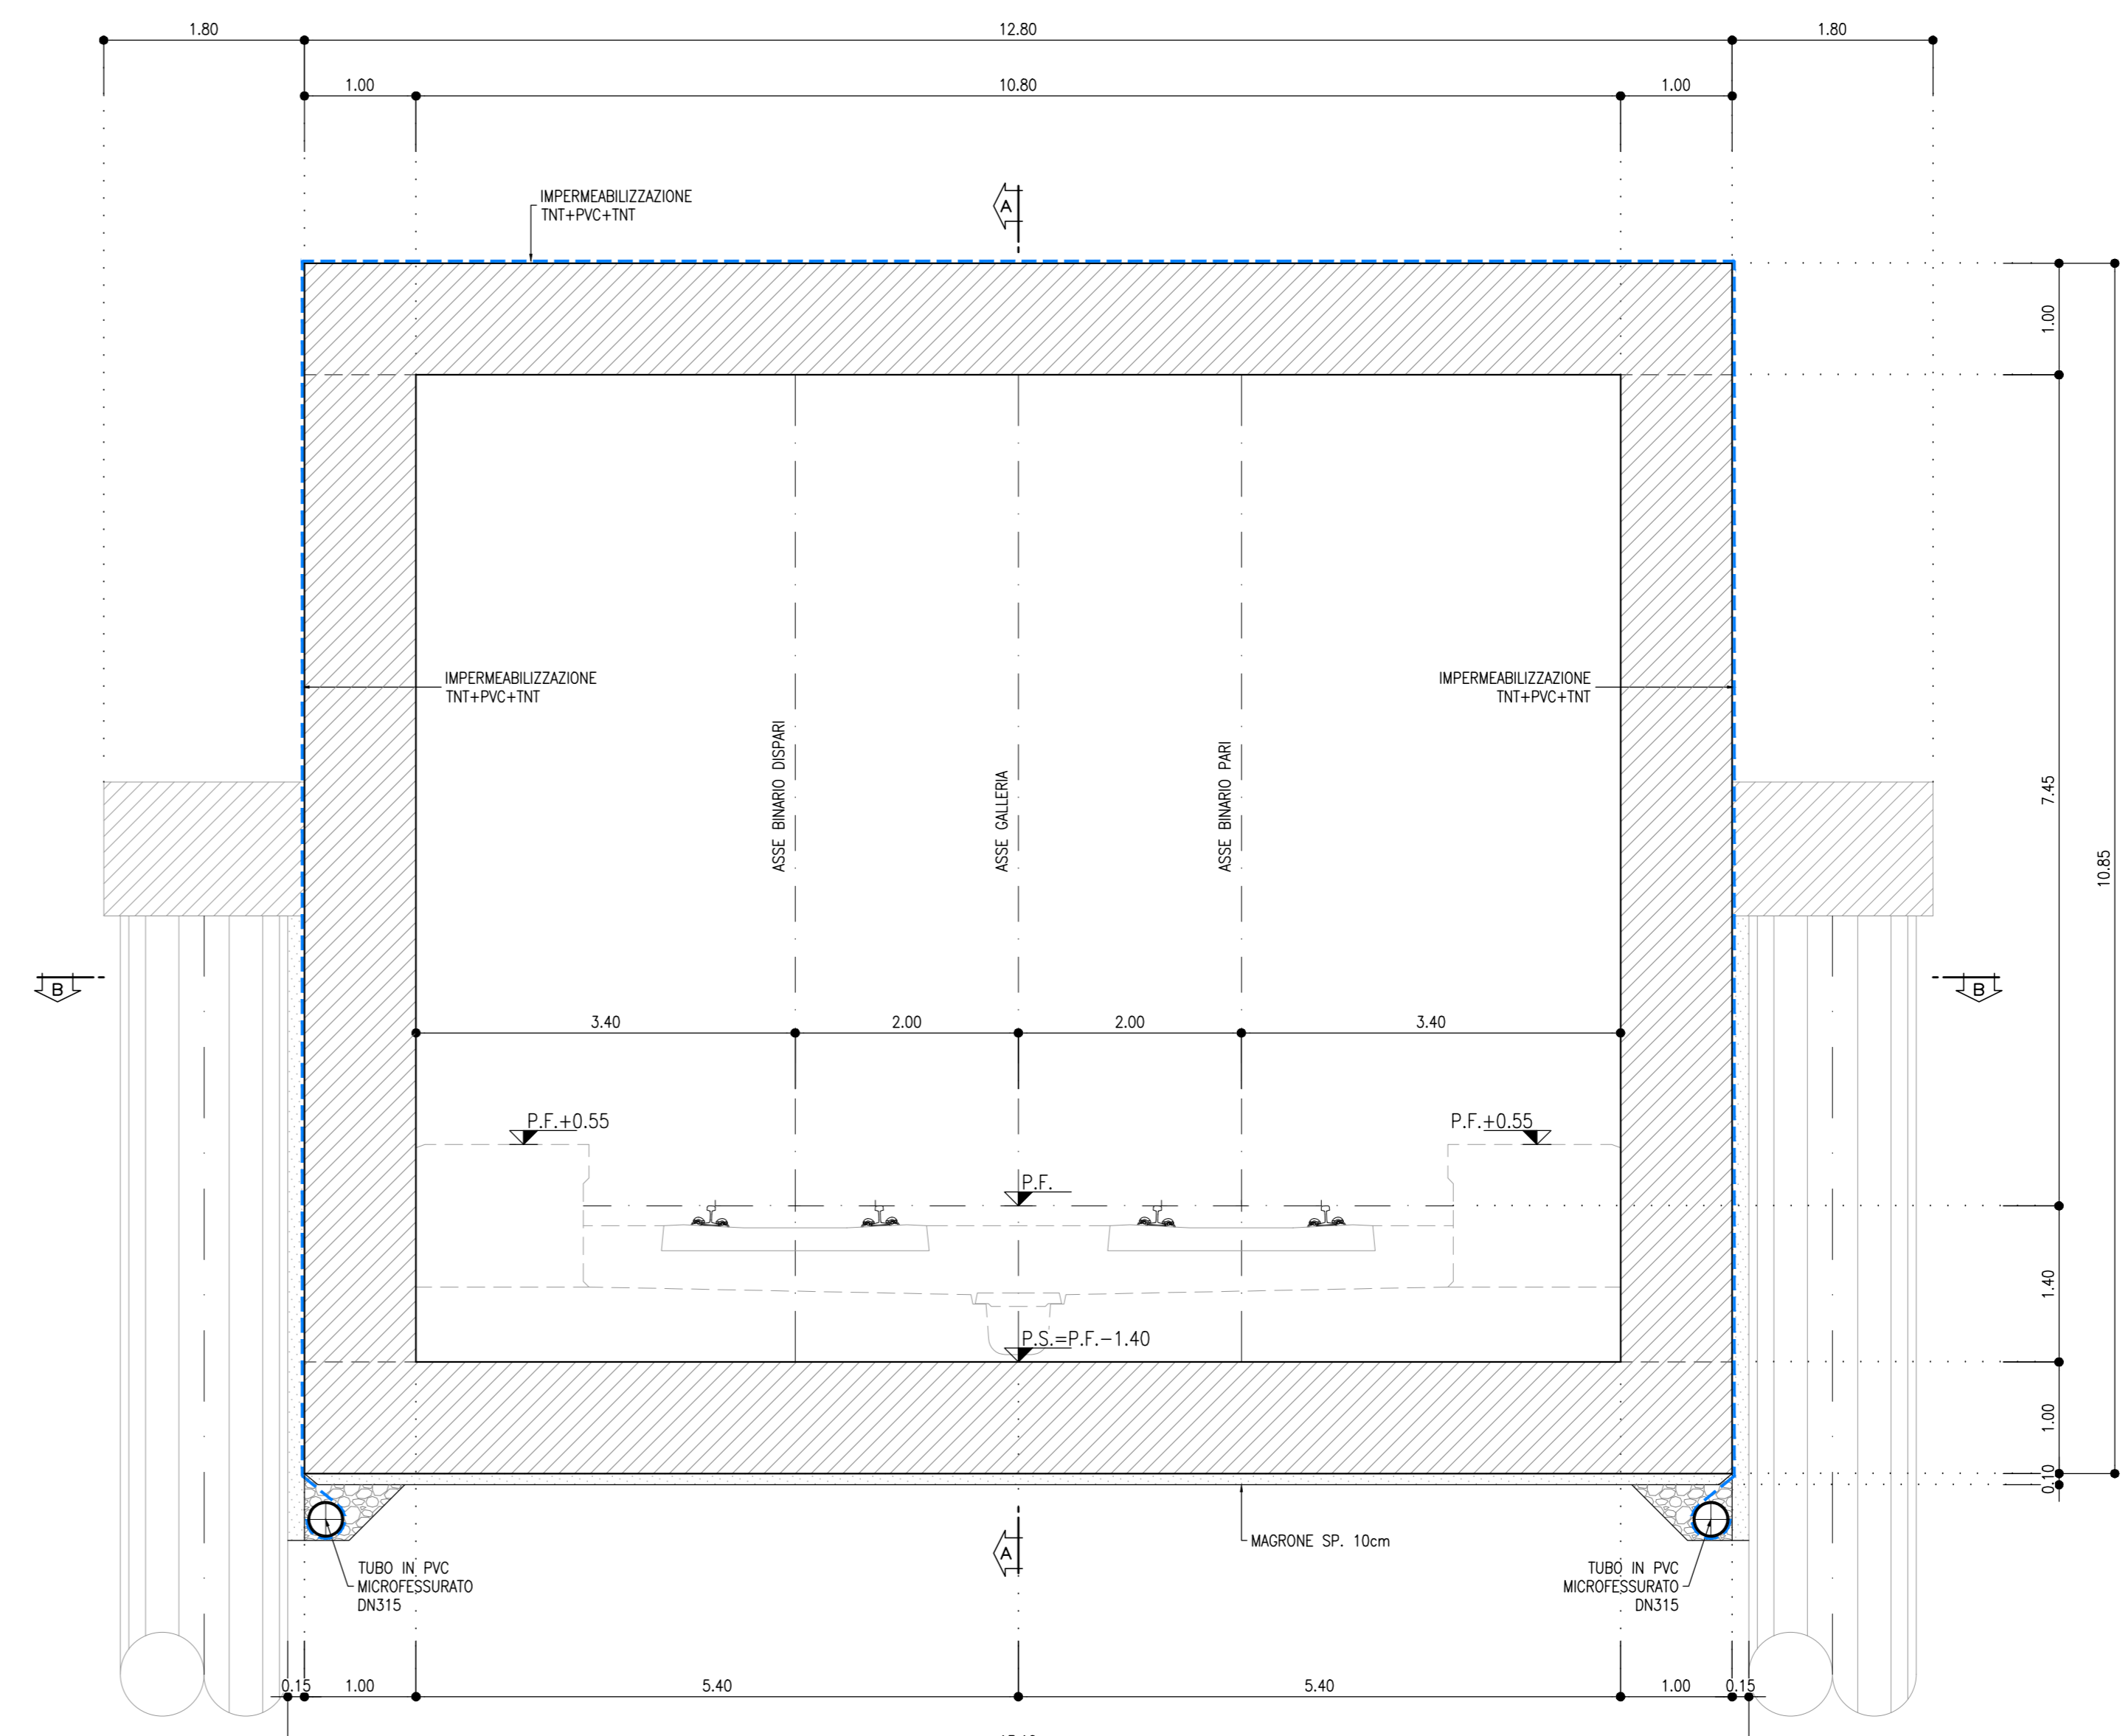 1.80
12.80
1.80
1.00
10.80
1.00
IMPERMEABILIZZAZIONE
TNT+PVC+TNT
A
1.00
IMPERMEABILIZZAZIONE
TNT+PVC+TNT
IMPERMEABILIZZAZIONE
TNT+PVC+TNT
ASSE BINARIO DISPARI
ASSE GALLERIA
ASSE BINARIO PARI
7.45
10.85
B
B
3.40
2.00
2.00
3.40
P.F.+0.55
P.F.+0.55
P.F.
1.40
P.S.=P.F.-1.40
1.00
0.10
MAGRONE SP. 10cm
A
TUBO IN PVC
MICROFESSURATO
DN315
TUBO IN PVC
MICROFESSURATO
DN315
0.15
1.00
5.40
5.40
1.00
0.15